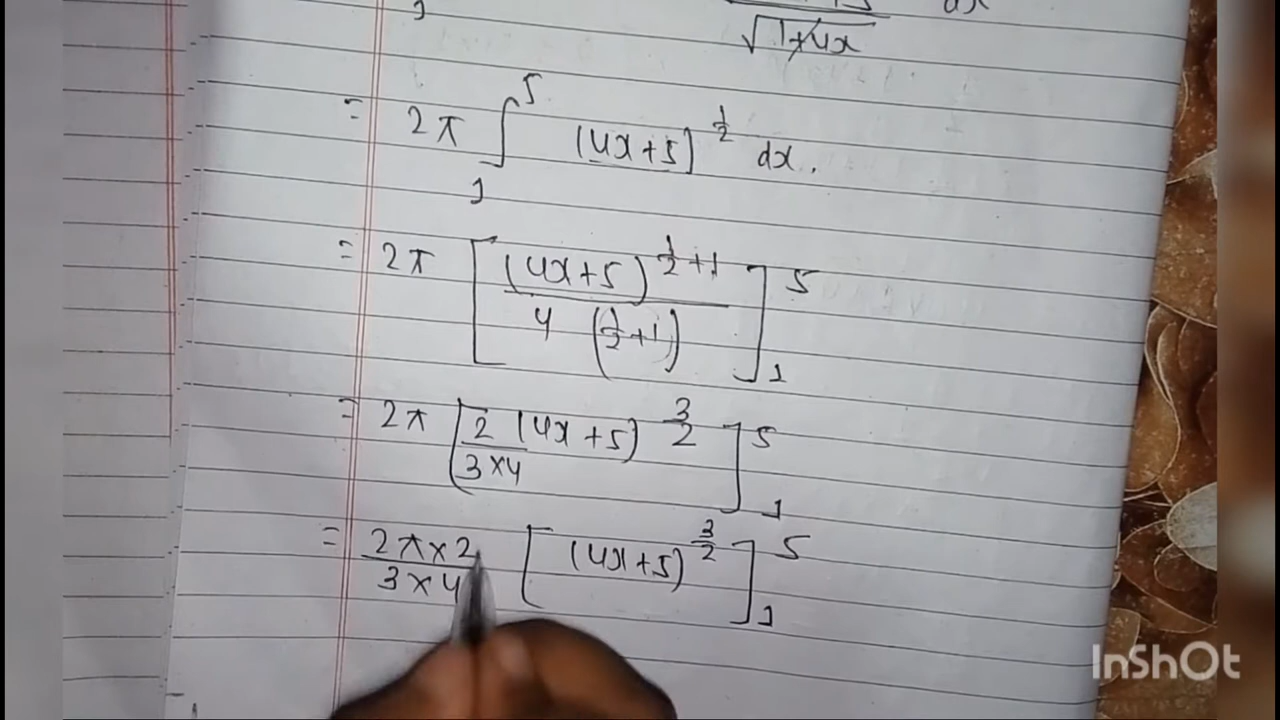 √1+4x dx
= 2π ∫₁⁵ (4x+5)^½ dx.
= 2π [ (4x+5)^(½+1) / 4 (½+1) ]₁⁵
= 2π [ 2 (4x+5)^(3/2) / 3×4 ]₁⁵
= 2π×2 / 3×4 [ (4x+5)^(3/2) ]₁⁵
InShOt